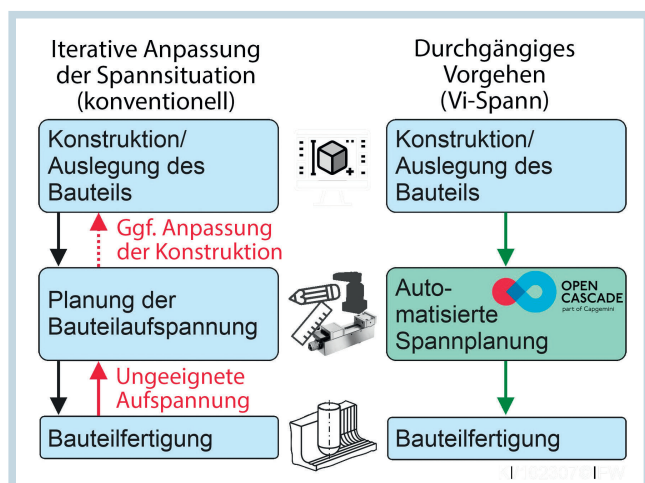 Iterative Anpassung
der Spannsituation
(konventionell)
Konstruktion/
Auslegung des
Bauteils
Ggf. Anpassung
der Konstruktion
Planung der
Bauteilaufspannung
Ungeeignete
Aufspannung
Bauteilfertigung
Durchgängiges
Vorgehen
(Vi-Spann)
Konstruktion/
Auslegung des
Bauteils
Auto-
matisierte
Spannplanung
OPEN
CASCADE
part of Capgemini
Bauteilfertigung